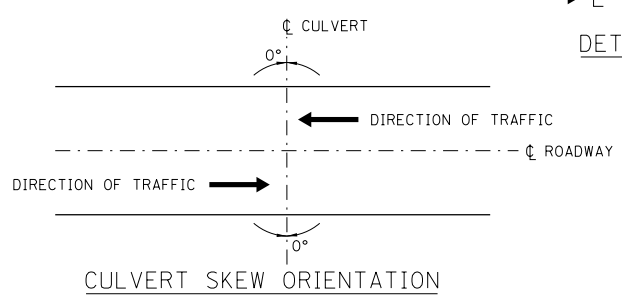 L
DET
℄ CULVERT
0°
DIRECTION OF TRAFFIC
℄ ROADWAY
DIRECTION OF TRAFFIC
0°
CULVERT SKEW ORIENTATION